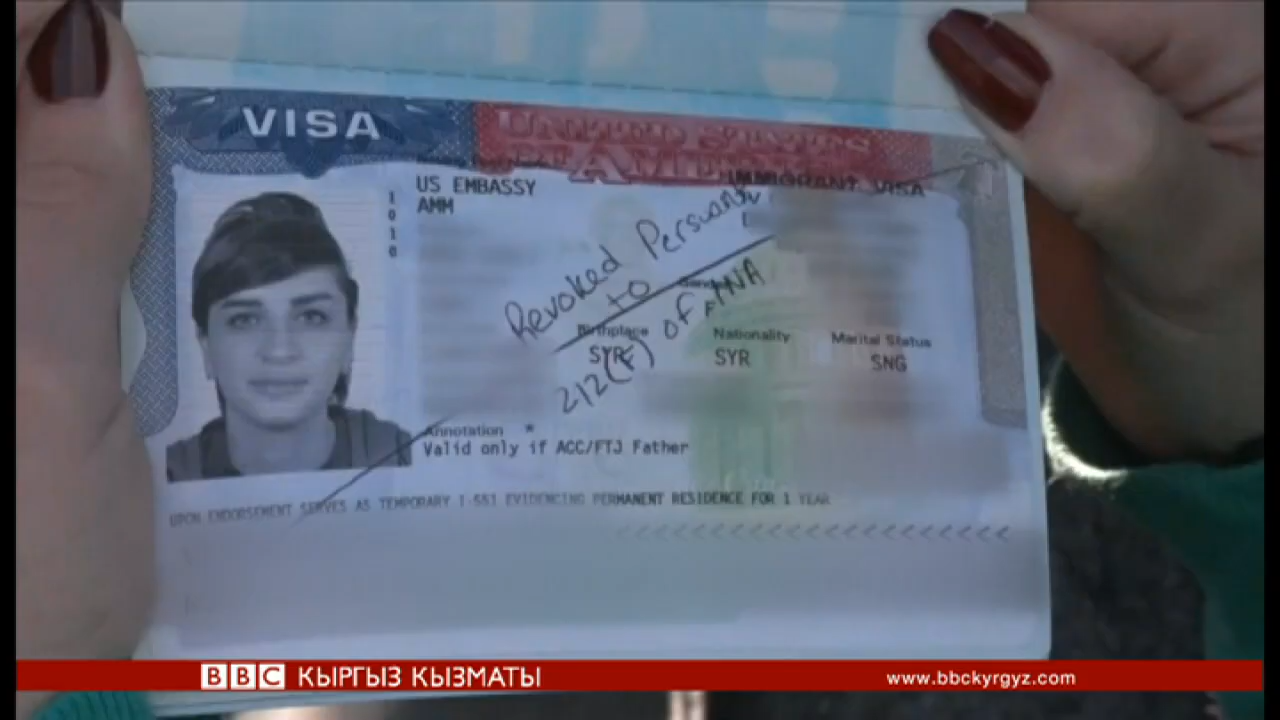 VISA
UNITED STATES
OF AMERICA
US EMBASSY
AMM
IMMIGRANT VISA
1010
Revoked Persuant
to
212(F) of INA
Birthplace
Nationality
Marital Status
SYR
SYR
SNG
Annotation *
Valid only if ACC/FTJ Father
UPON ENDORSEMENT SERVES AS TEMPORARY I-551 EVIDENCING PERMANENT RESIDENCE FOR 1 YEAR
BBC КЫРГЫЗ КЫЗМАТЫ
www.bbckyrgyz.com